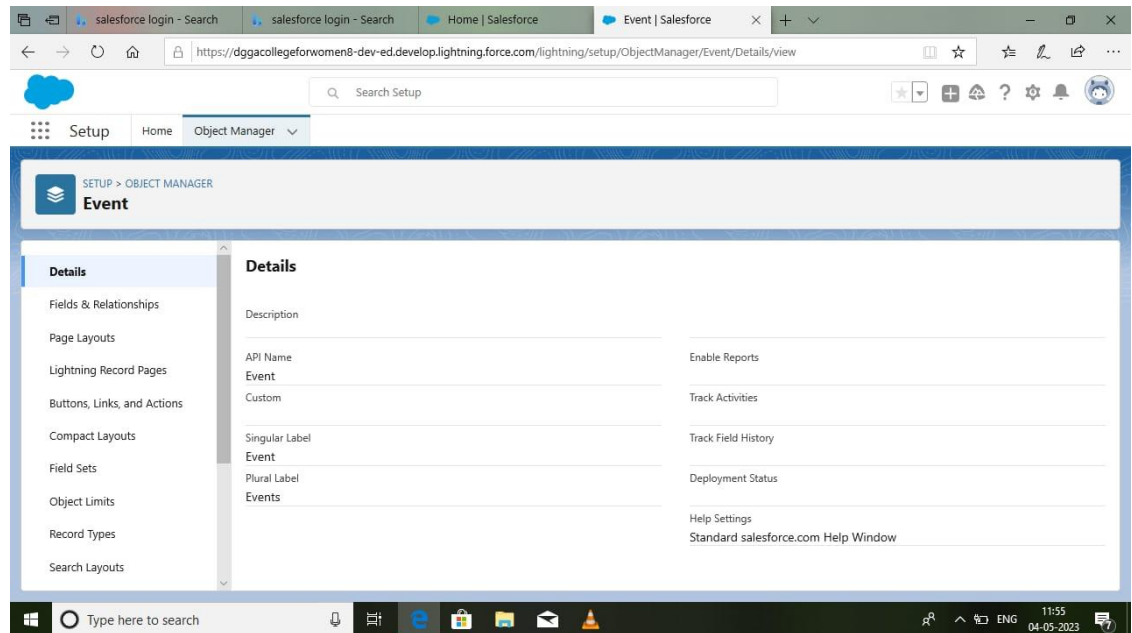 salesforce login - Search
salesforce login - Search
Home | Salesforce
Event | Salesforce
https://dggacollegeforwomen8-dev-ed.develop.lightning.force.com/lightning/setup/ObjectManager/Event/Details/view
Search Setup
Setup
Home
Object Manager
SETUP > OBJECT MANAGER
Event
Details
Fields & Relationships
Page Layouts
Lightning Record Pages
Buttons, Links, and Actions
Compact Layouts
Field Sets
Object Limits
Record Types
Search Layouts
Details
Description
API Name
Event
Custom
Singular Label
Event
Plural Label
Events
Enable Reports
Track Activities
Track Field History
Deployment Status
Help Settings
Standard salesforce.com Help Window
Type here to search
ENG
11:55
04-05-2023
7